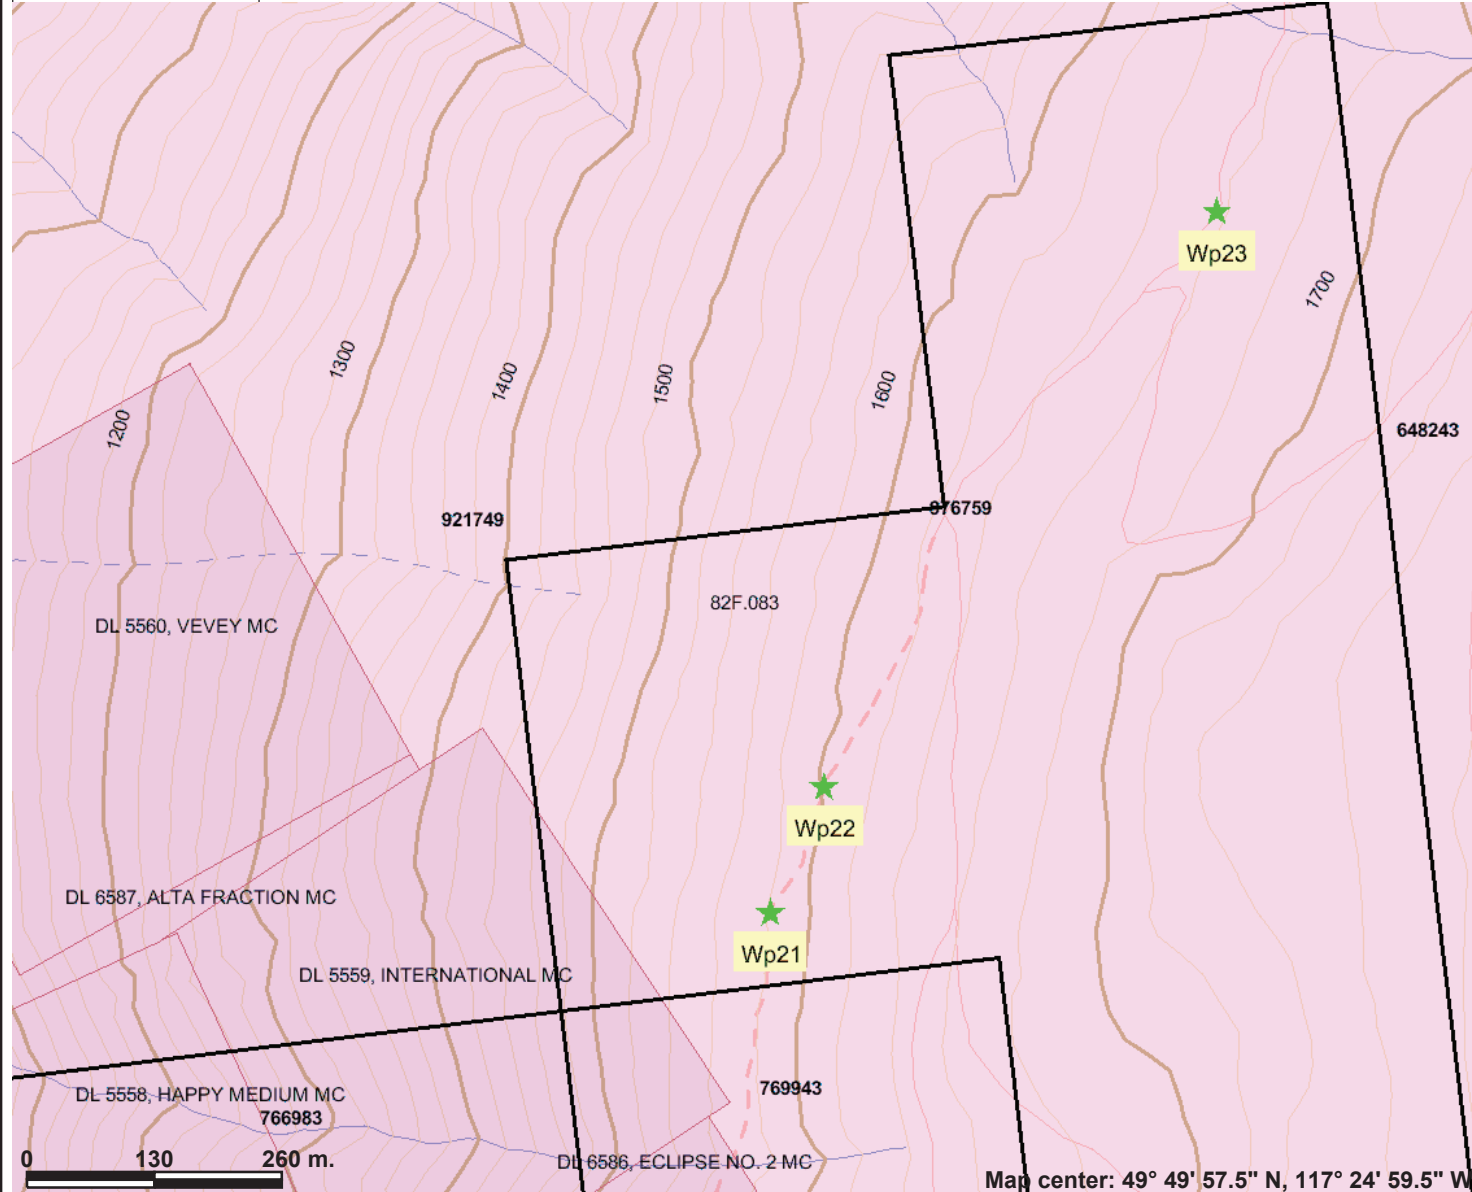 Wp23
1700
1300
1400
1500
1600
1200
648243
876759
921749
82F.083
DL 5560, VEVEY MC
Wp22
DL 6587, ALTA FRACTION MC
Wp21
DL 5559, INTERNATIONAL MC
769943
DL 5558, HAPPY MEDIUM MC
766983
DL 6586, ECLIPSE NO. 2 MC
0 130 260 m.
Map center: 49° 49' 57.5" N, 117° 24' 59.5" W